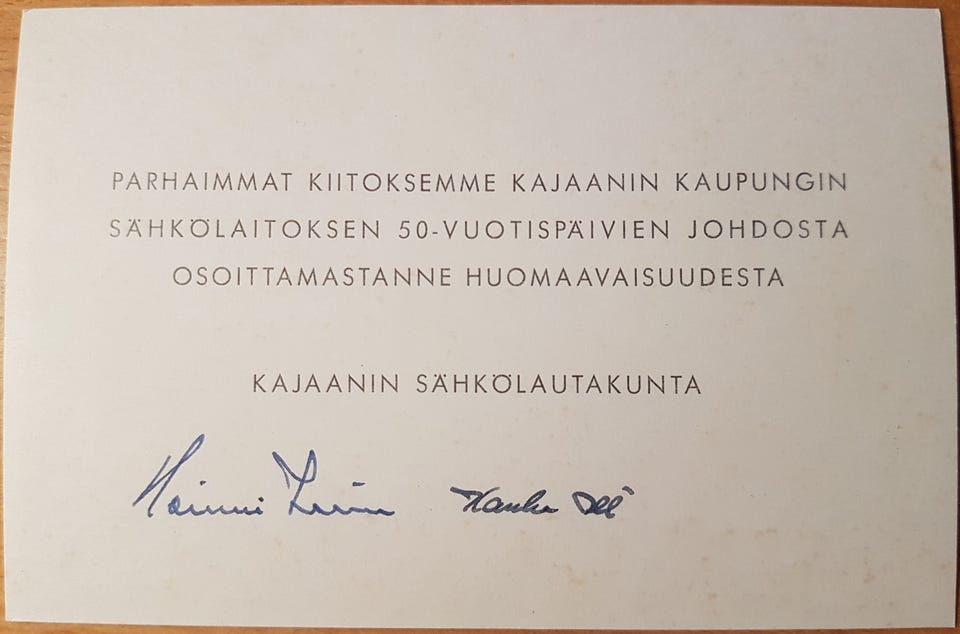 PARHAIMMAT KIITOKSEMME KAJAANIN KAUPUNGIN
SÄHKÖLAITOKSEN 50-VUOTISPÄIVIEN JOHDOSTA
OSOITTAMASTANNE HUOMAAVAISUUDESTA
KAJAANIN SÄHKÖLAUTAKUNTA